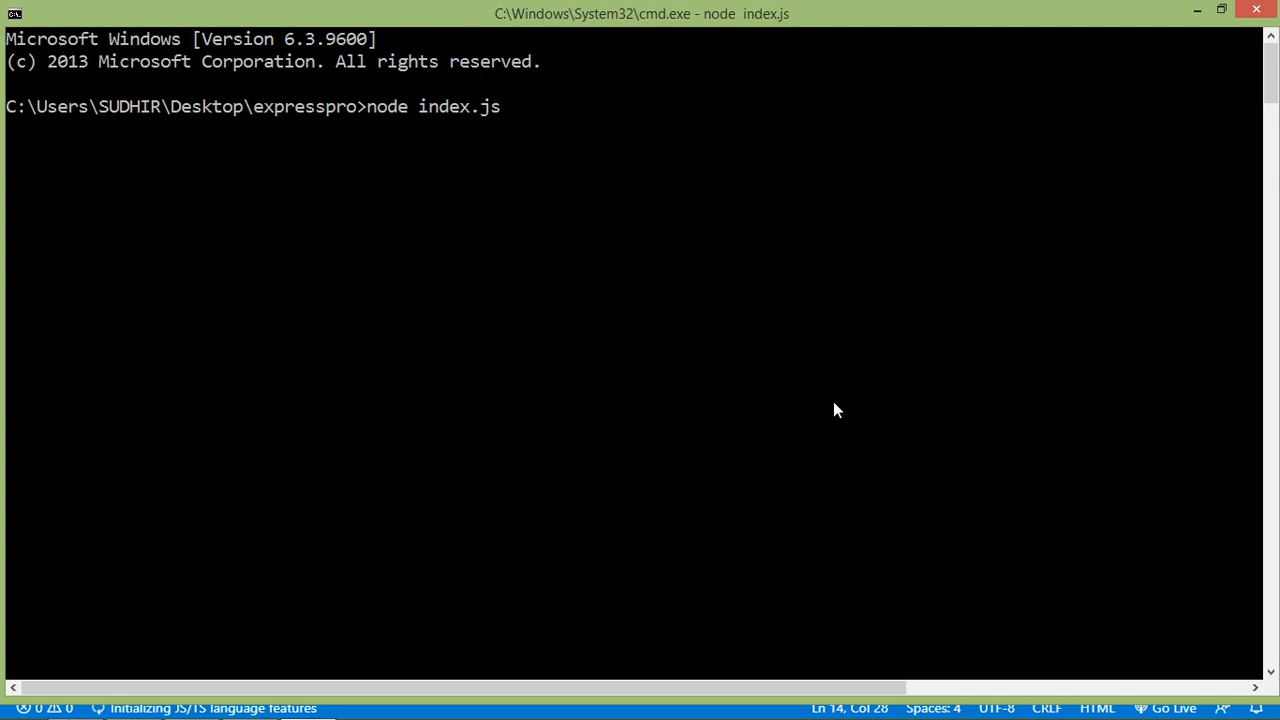 C:\Windows\System32\cmd.exe - node  index.js
Microsoft Windows [Version 6.3.9600]
(c) 2013 Microsoft Corporation. All rights reserved.
C:\Users\SUDHIR\Desktop\expresspro>node index.js
0 0 Initializing JS/TS language features Ln 14, Col 28 Spaces: 4 UTF-8 CRLF HTML Go Live